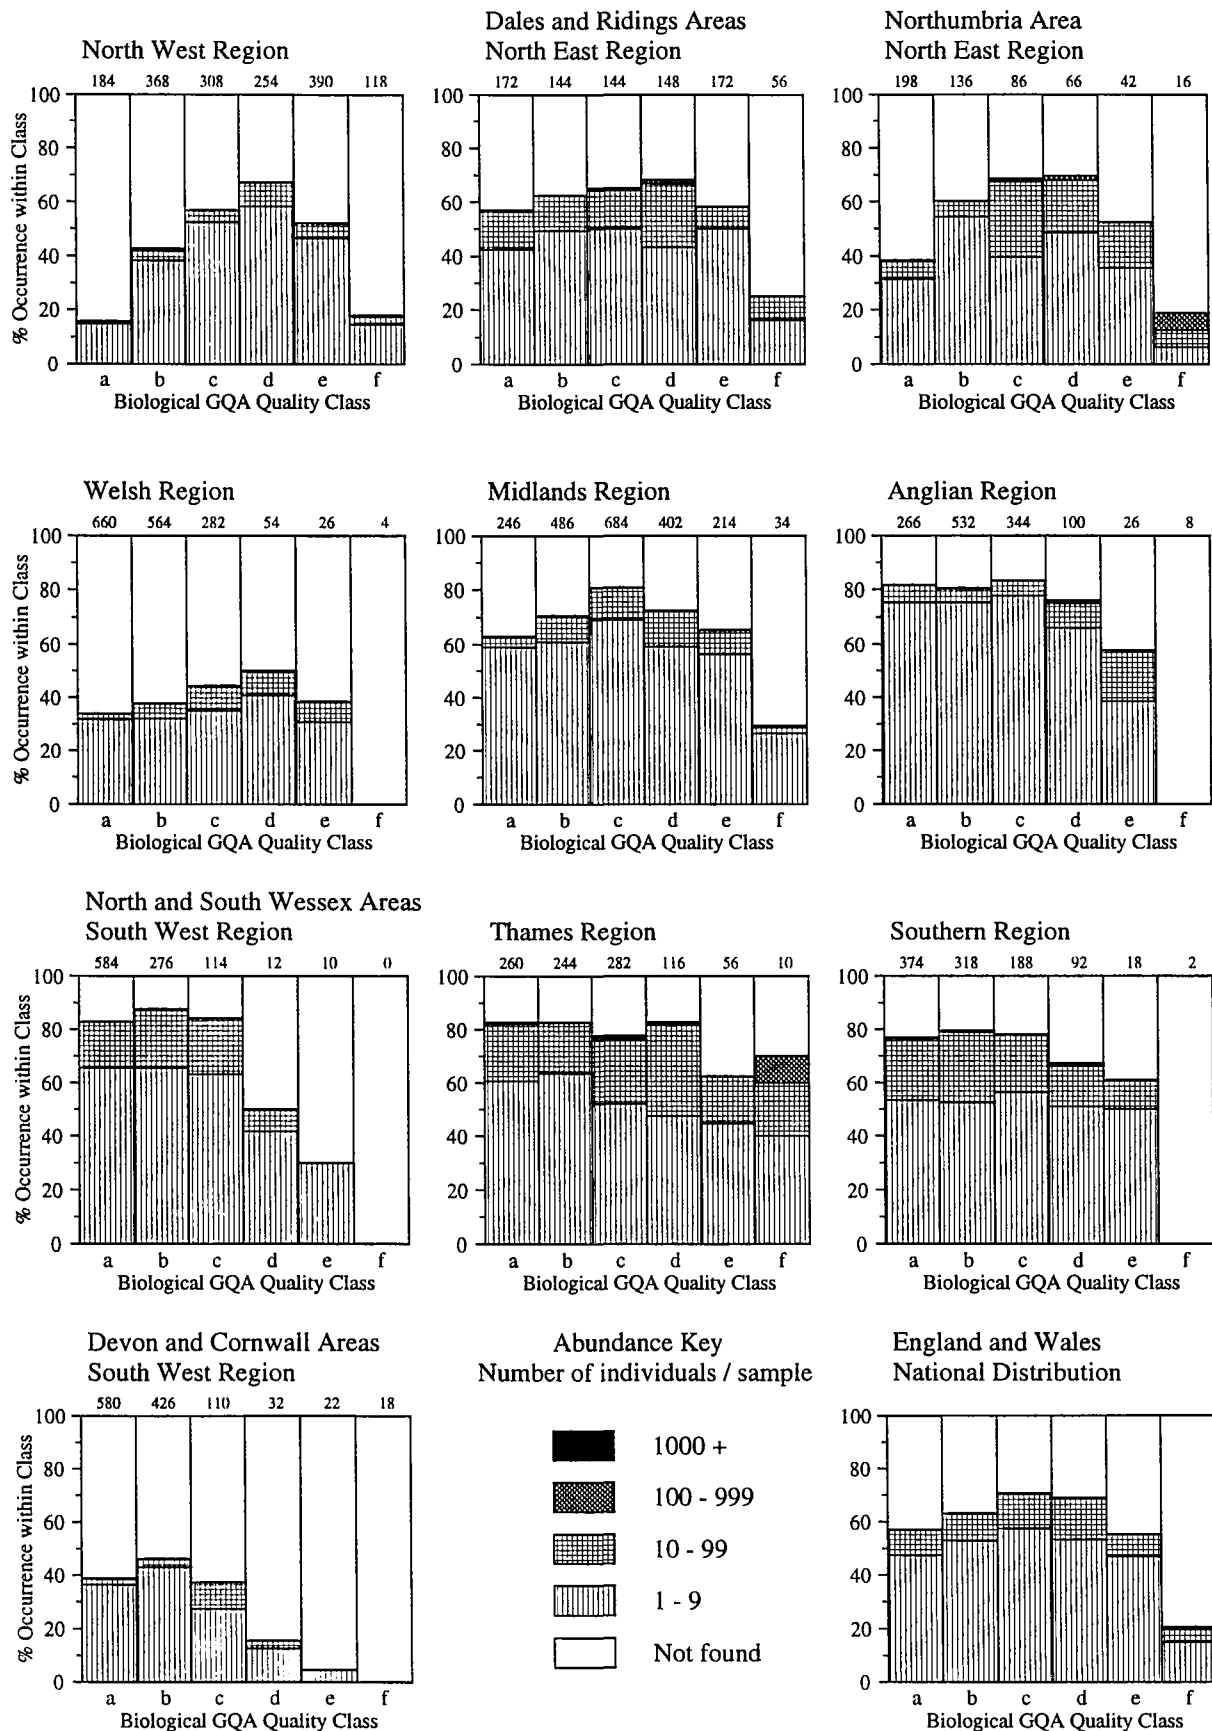 North West Region
184 368 308 254 390 118
% Occurrence within Class
100
80
60
40
20
0
a b c d e f
Biological GQA Quality Class
Dales and Ridings Areas
North East Region
172 144 144 148 172 56
100
80
60
40
20
0
a b c d e f
Biological GQA Quality Class
Northumbria Area
North East Region
198 136 86 66 42 16
100
80
60
40
20
0
a b c d e f
Biological GQA Quality Class
Welsh Region
660 564 282 54 26 4
% Occurrence within Class
100
80
60
40
20
0
a b c d e f
Biological GQA Quality Class
Midlands Region
246 486 684 402 214 34
100
80
60
40
20
0
a b c d e f
Biological GQA Quality Class
Anglian Region
266 532 344 100 26 8
100
80
60
40
20
0
a b c d e f
Biological GQA Quality Class
North and South Wessex Areas
South West Region
584 276 114 12 10 0
% Occurrence within Class
100
80
60
40
20
0
a b c d e f
Biological GQA Quality Class
Thames Region
260 244 282 116 56 10
100
80
60
40
20
0
a b c d e f
Biological GQA Quality Class
Southern Region
374 318 188 92 18 2
100
80
60
40
20
0
a b c d e f
Biological GQA Quality Class
Devon and Cornwall Areas
South West Region
580 426 110 32 22 18
% Occurrence within Class
100
80
60
40
20
0
a b c d e f
Biological GQA Quality Class
Abundance Key
Number of individuals / sample
1000 +
100 - 999
10 - 99
1 - 9
Not found
England and Wales
National Distribution
100
80
60
40
20
0
a b c d e f
Biological GQA Quality Class